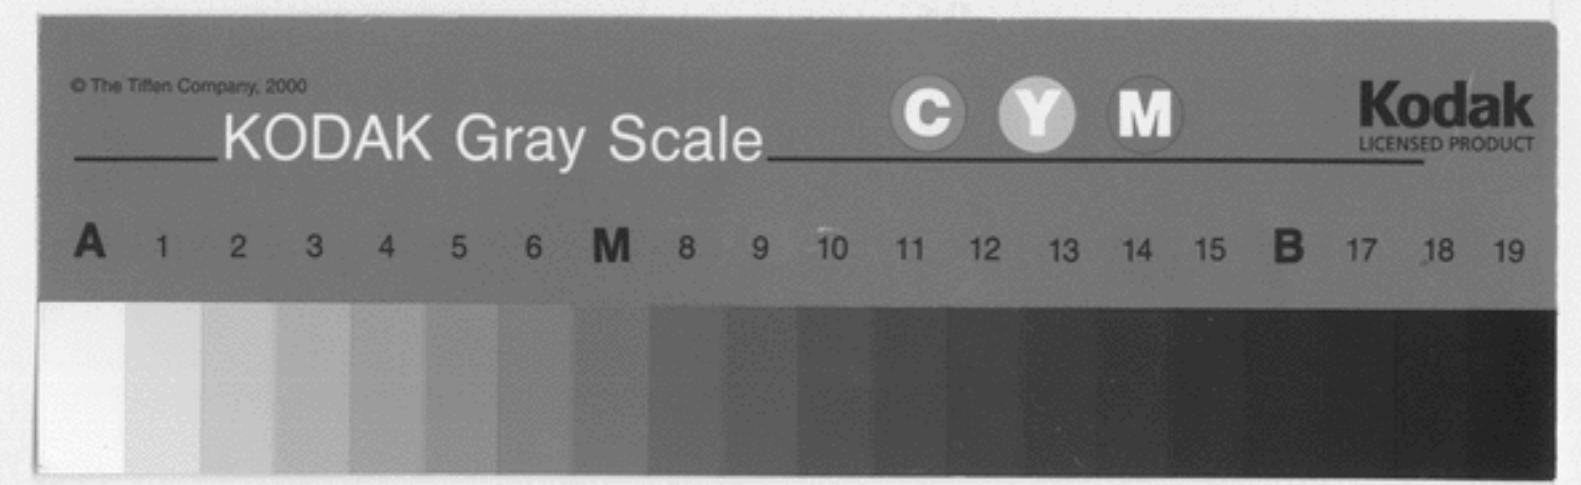 © The Tiffen Company, 2000
KODAK Gray Scale
C Y M
Kodak
LICENSED PRODUCT
A 1 2 3 4 5 6 M 8 9 10 11 12 13 14 15 B 17 18 19